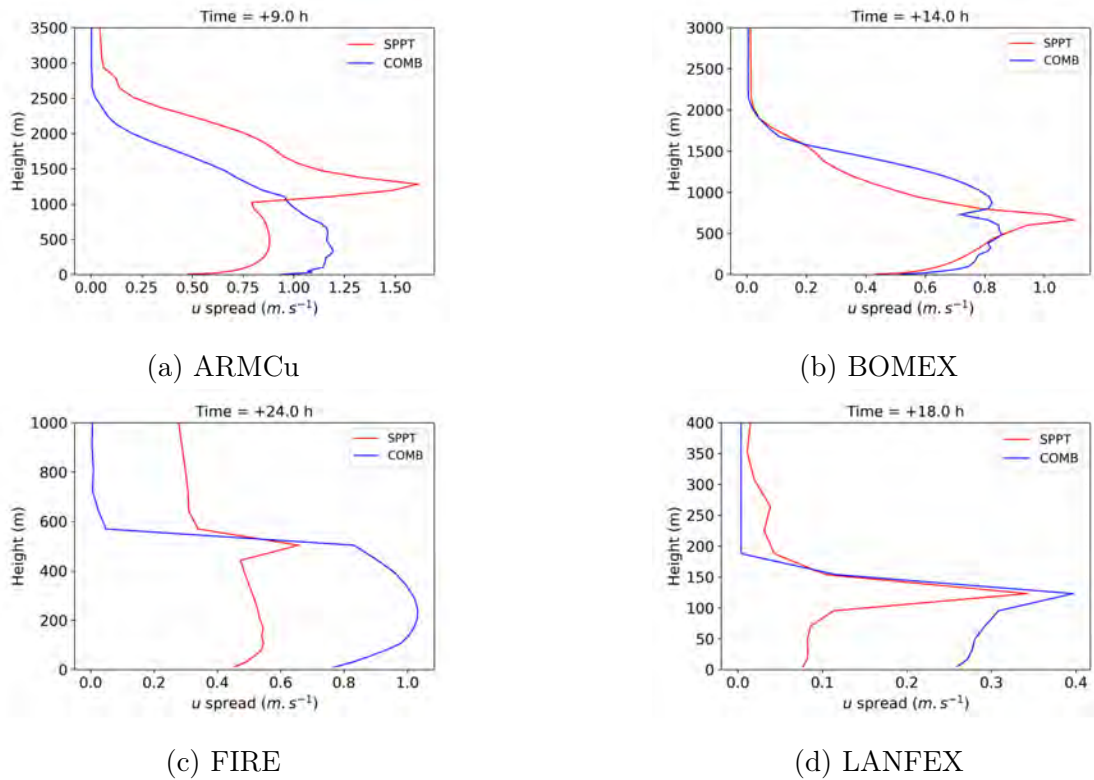 Time = +9.0 h
3500
3000
2500
2000
1500
1000
500
0
Height (m)
SPPT
COMB
0.00 0.25 0.50 0.75 1.00 1.25 1.50
u spread (m.s⁻¹)
(a) ARMCu
Time = +14.0 h
3000
2500
2000
1500
1000
500
0
Height (m)
SPPT
COMB
0.0 0.2 0.4 0.6 0.8 1.0
u spread (m.s⁻¹)
(b) BOMEX
Time = +24.0 h
1000
800
600
400
200
0
Height (m)
SPPT
COMB
0.0 0.2 0.4 0.6 0.8 1.0
u spread (m.s⁻¹)
(c) FIRE
Time = +18.0 h
400
350
300
250
200
150
100
50
0
Height (m)
SPPT
COMB
0.0 0.1 0.2 0.3 0.4
u spread (m.s⁻¹)
(d) LANFEX